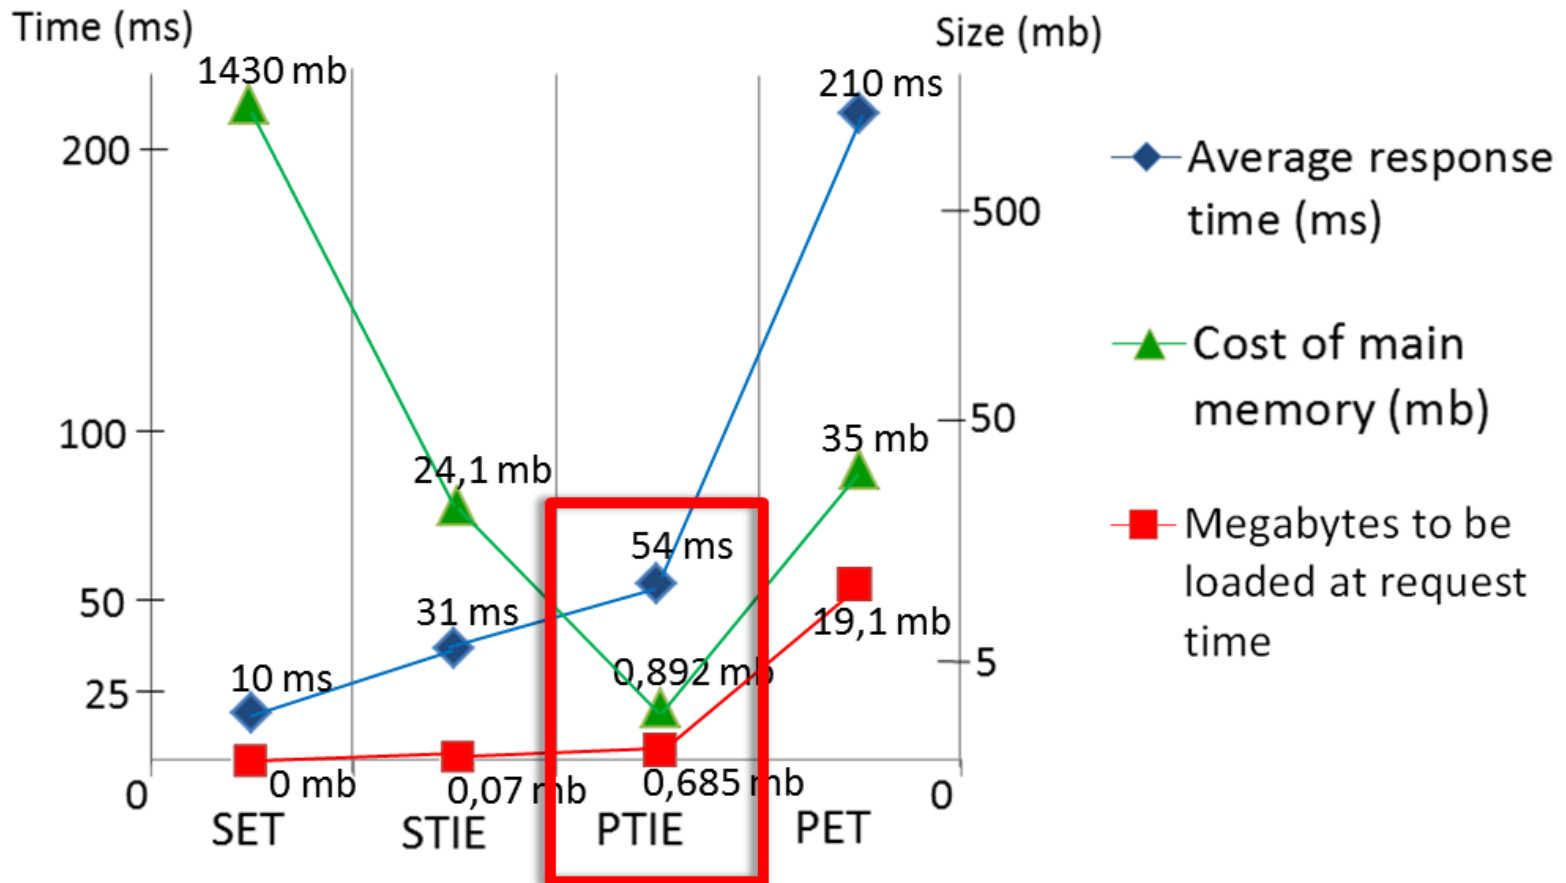 Time (ms)
Size (mb)
1430 mb
210 ms
200
500
100
50
35 mb
24,1 mb
54 ms
50
31 ms
19,1 mb
10 ms
0,892 mb
25
5
0
0 mb
0,07 mb
0,685 mb
0
SET
STIE
PTIE
PET
Average response
time (ms)
Cost of main
memory (mb)
Megabytes to be
loaded at request
time